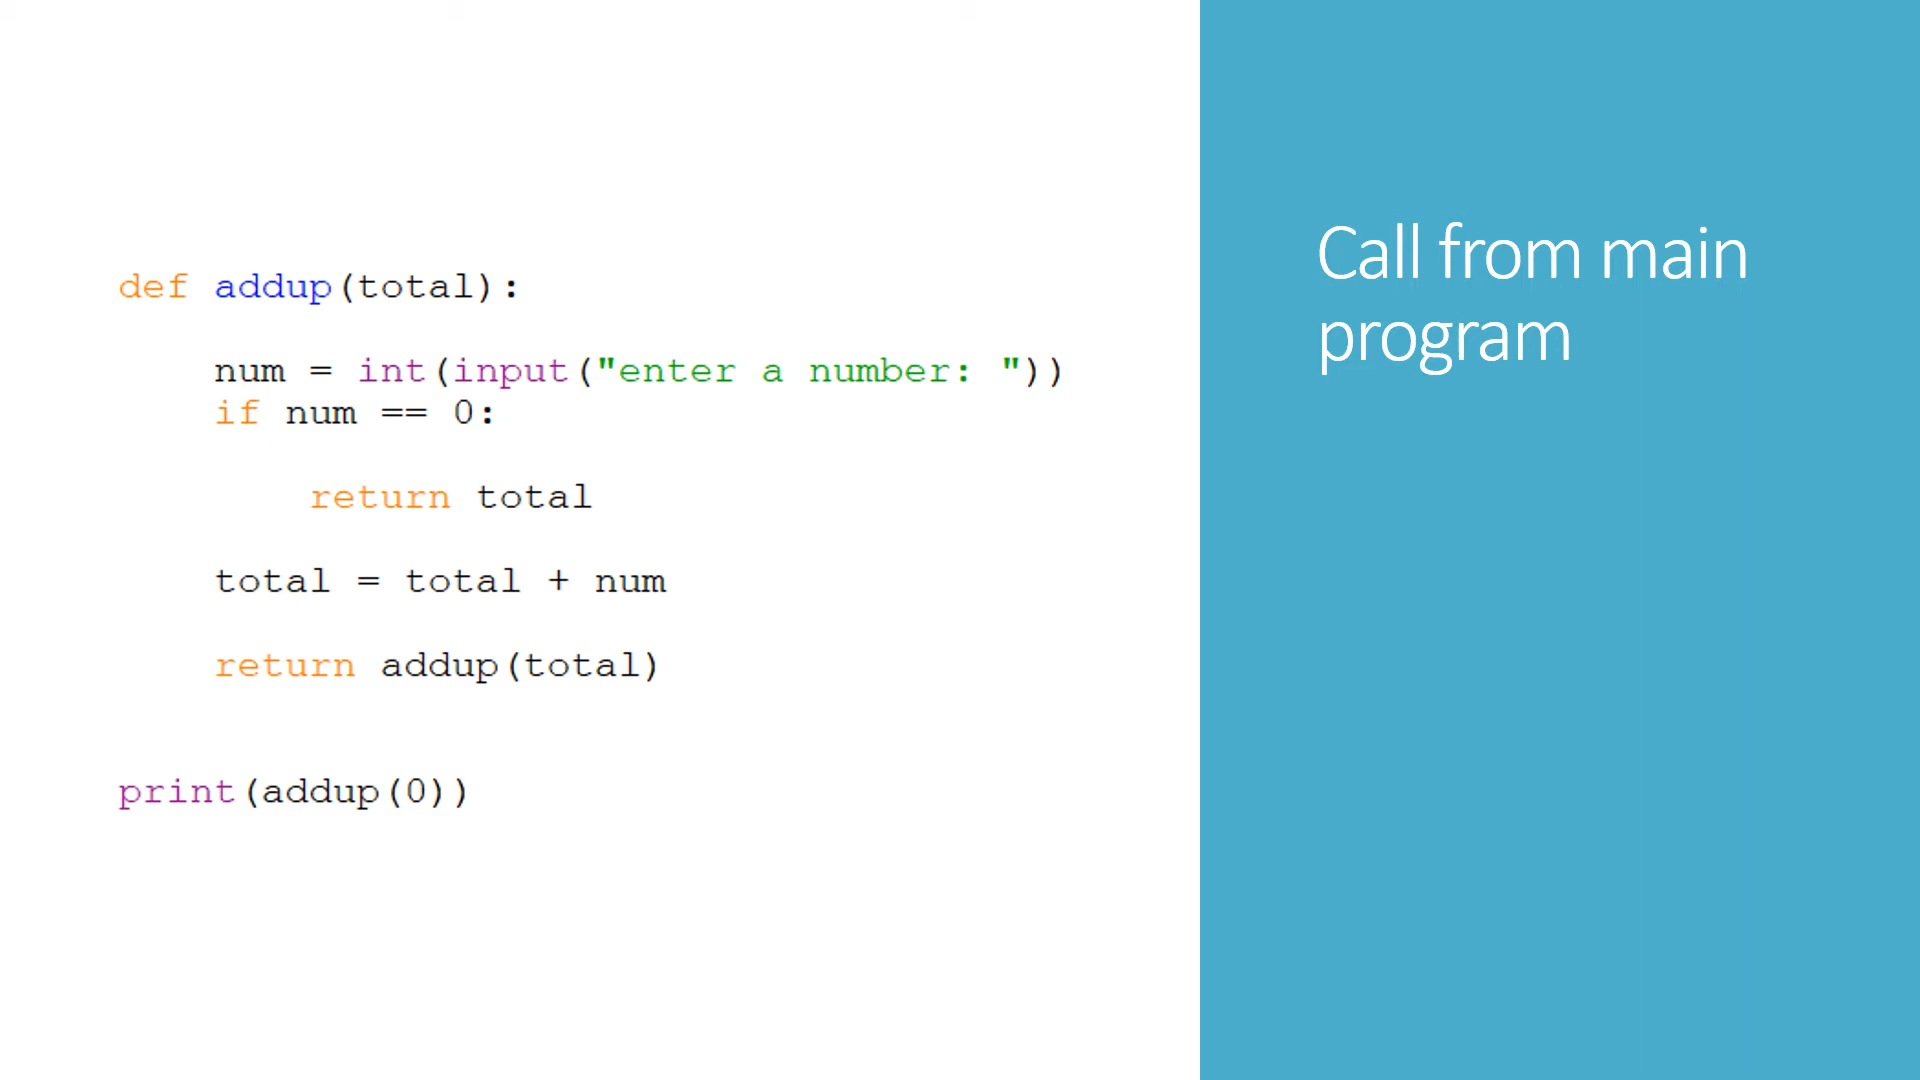 def addup(total):
    num = int(input("enter a number: "))
    if num == 0:
        return total
    total = total + num
    return addup(total)
print(addup(0))
Call from main
program